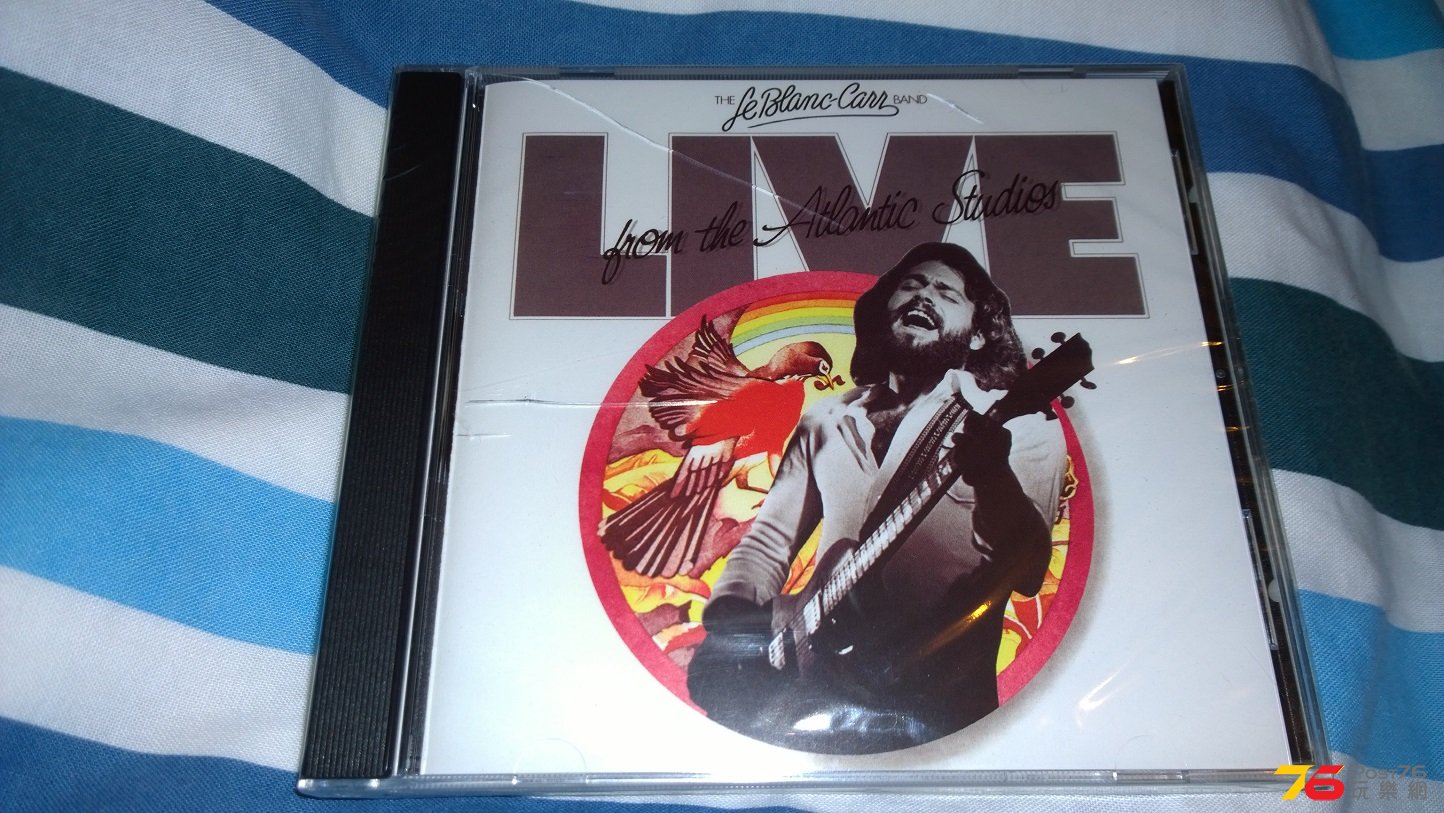 THE LeBlanc-Carr BAND
LIVE
from the Atlantic Studios
76 Post76
玩樂網